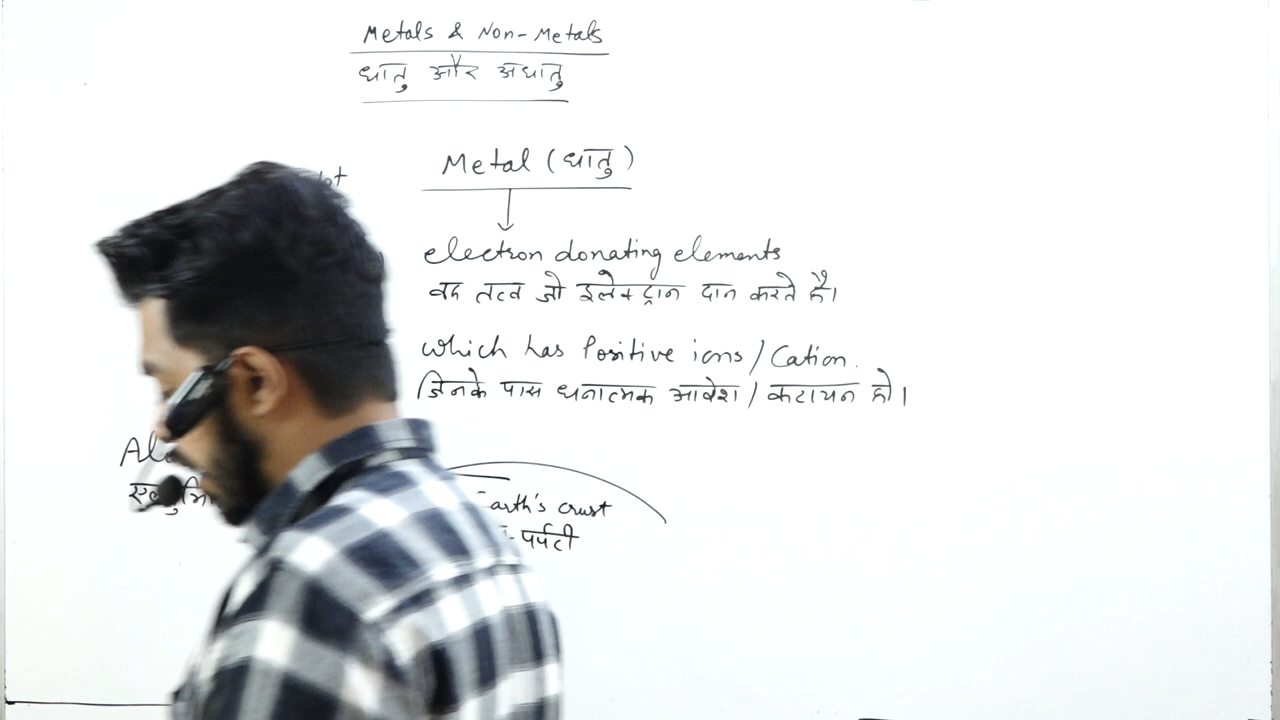 Metals & Non-Metals
धातु और अधातु
Metal (धातु)
electron donating elements
वह तत्व जो इलेक्ट्रान दान करते है।
which has Positive ions / Cation.
जिनके पास धनात्मक आवेश / कटायन हो।
Earth's crust
पर्पटी